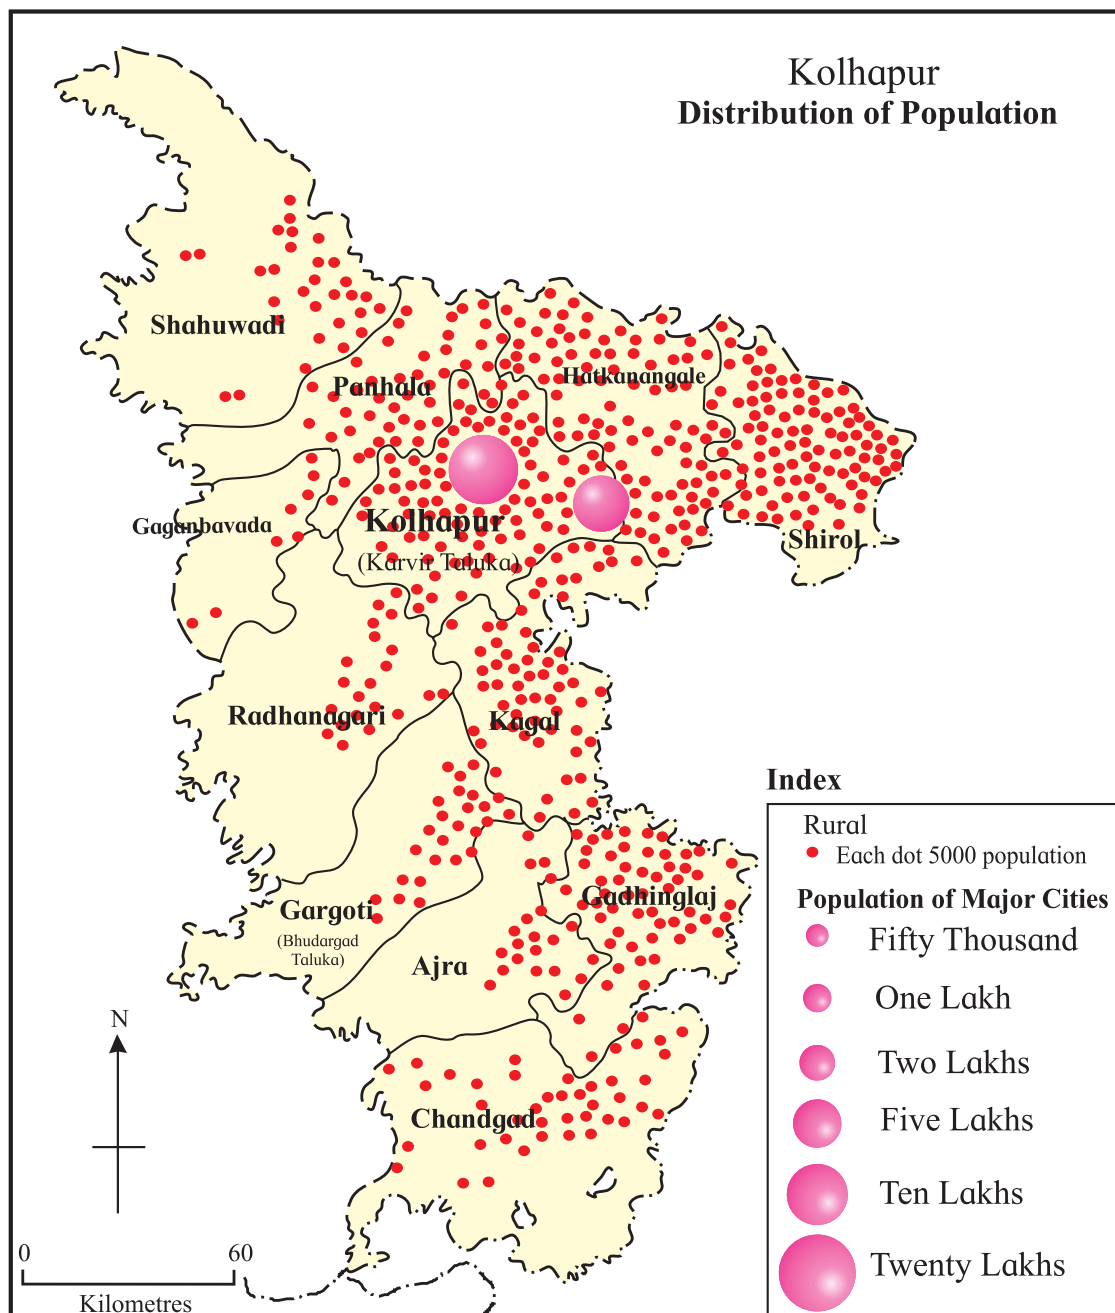 Kolhapur
Distribution of Population
Shahuwadi
Panhala
Hatkanangale
Gaganbavada
Kolhapur
(Karvir Taluka)
Shirol
Radhanagari
Kagal
Gargoti
(Bhudargad
Taluka)
Gadhinglaj
Ajra
Chandgad
N
0 60
Kilometres
Index
Rural
Each dot 5000 population
Population of Major Cities
Fifty Thousand
One Lakh
Two Lakhs
Five Lakhs
Ten Lakhs
Twenty Lakhs